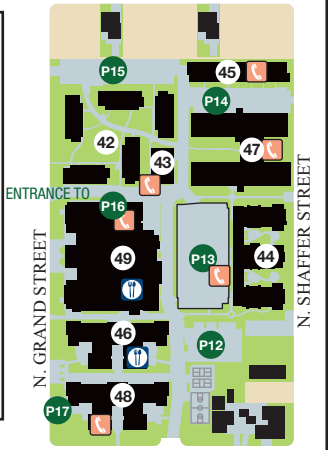 P15
45
P14
42
43
47
ENTRANCE TO
P16
49
P13
44
N. GRAND STREET
N. SHAFFER STREET
46
P12
48
P17